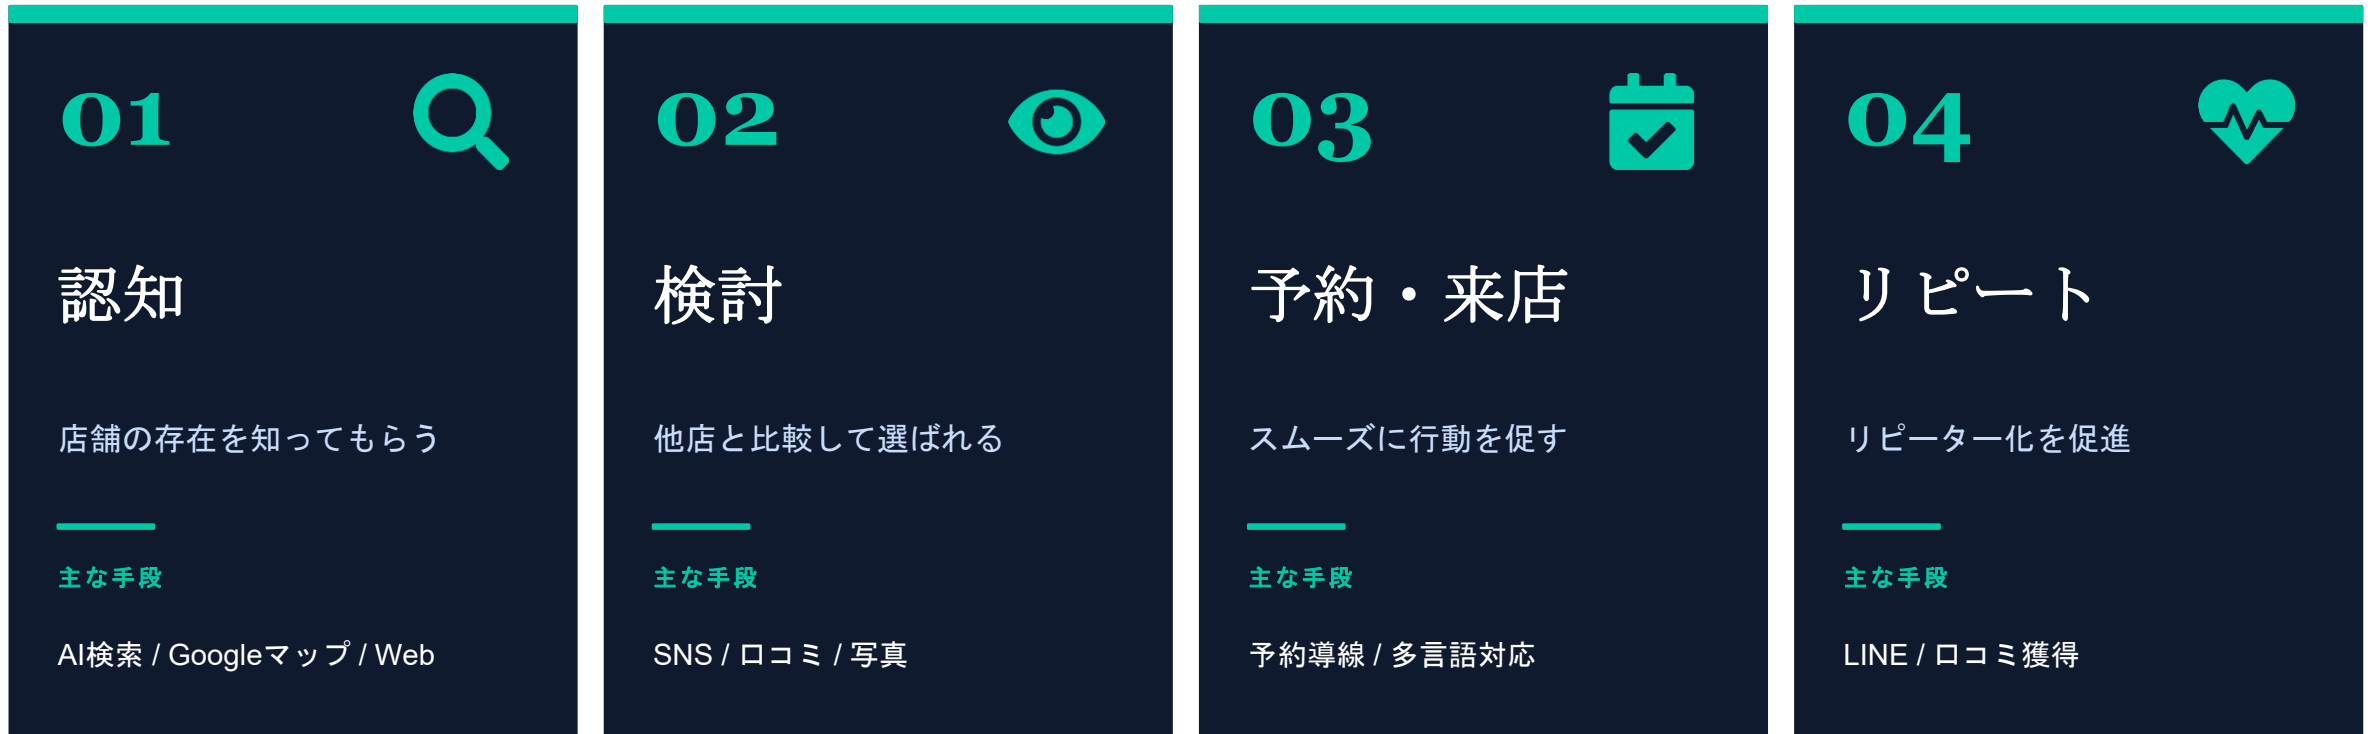 01
認知
店舗の存在を知ってもらう
主な手段
AI検索 / Googleマップ / Web
02
検討
他店と比較して選ばれる
主な手段
SNS / 口コミ / 写真
03
予約・来店
スムーズに行動を促す
主な手段
予約導線 / 多言語対応
04
リピート
リピーター化を促進
主な手段
LINE / 口コミ獲得